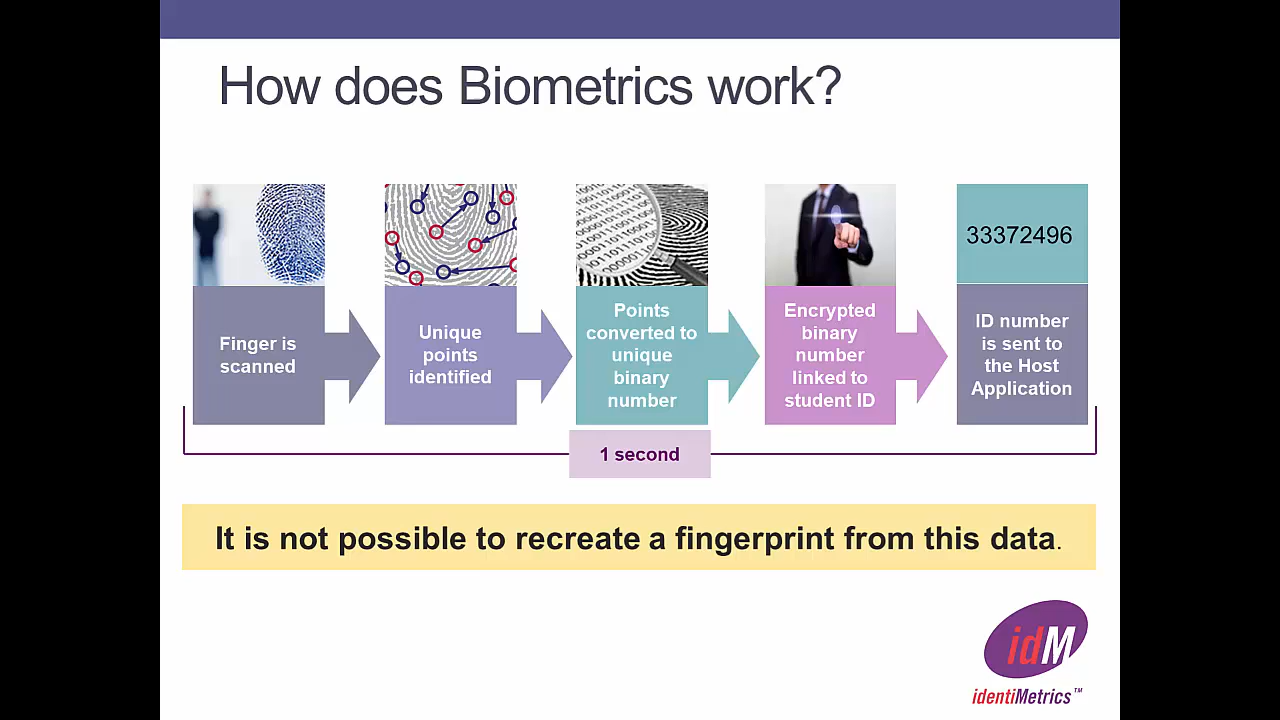 How does Biometrics work?
33372496
Finger is
scanned
Unique
points
identified
Points
converted to
unique
binary
number
Encrypted
binary
number
linked to
student ID
ID number
is sent to
the Host
Application
1 second
It is not possible to recreate a fingerprint from this data.
idM
identiMetrics™